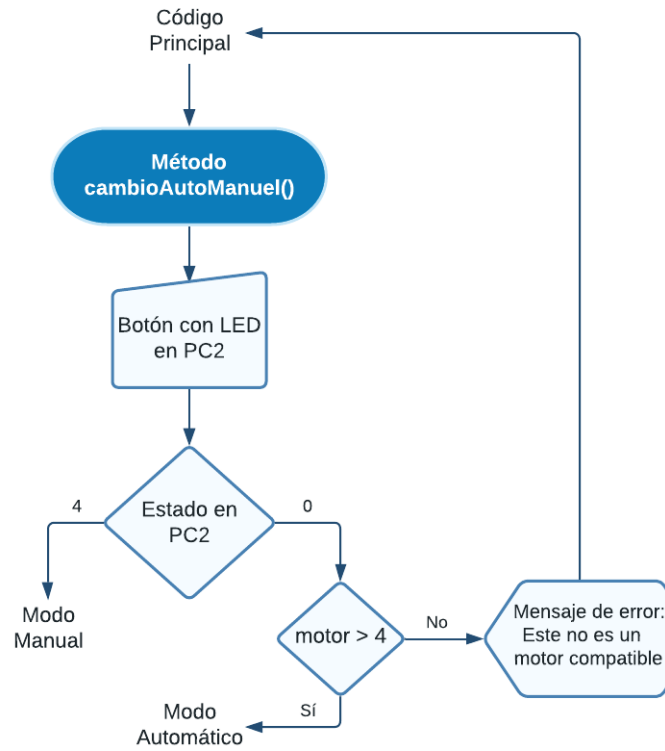 Código
Principal
Método
cambioAutoManuel()
Botón con LED
en PC2
4
Estado en
PC2
0
Modo
Manual
motor > 4
No
Mensaje de error:
Este no es un
motor compatible
Sí
Modo
Automático